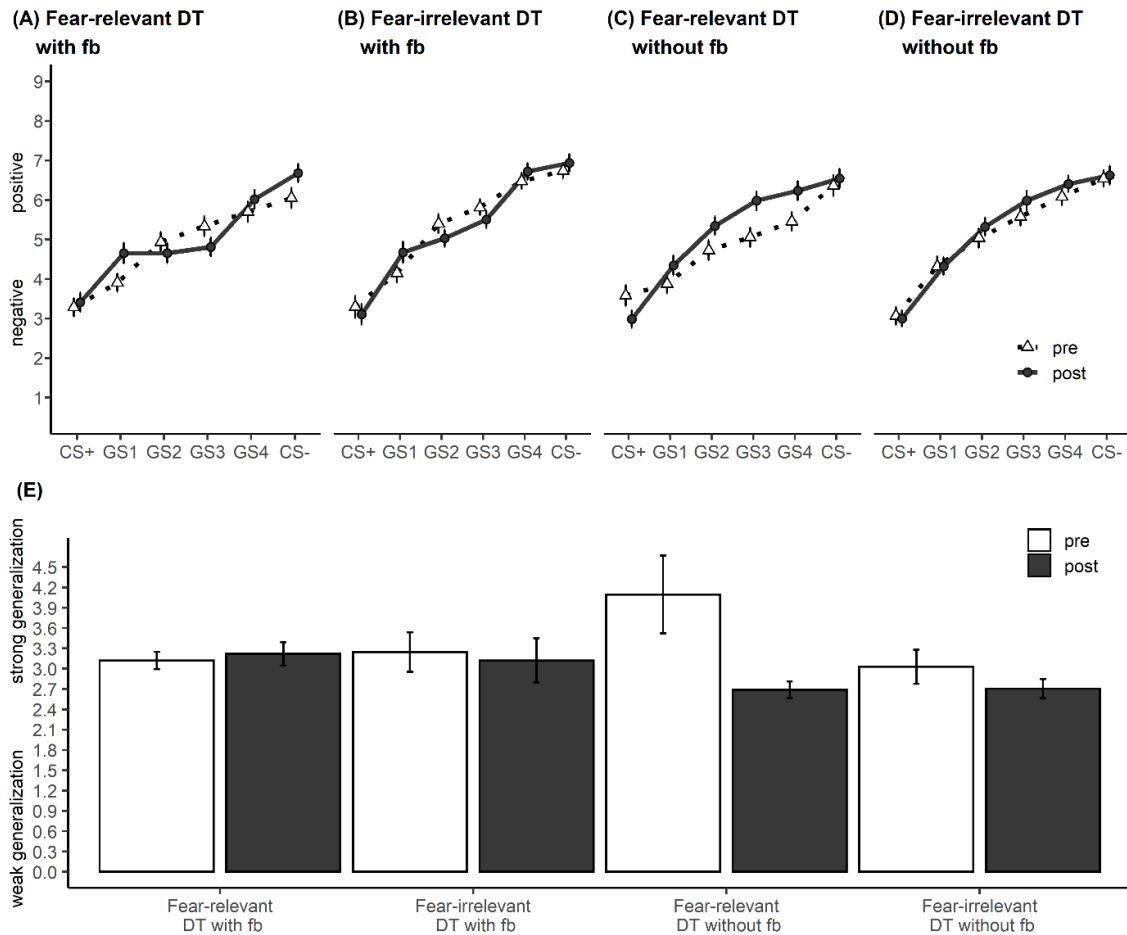 (A) Fear-relevant DT
with fb
(B) Fear-irrelevant DT
with fb
(C) Fear-relevant DT
without fb
(D) Fear-irrelevant DT
without fb
positive
negative
9
8
7
6
5
4
3
2
1
pre
post
CS+ GS1 GS2 GS3 GS4 CS-
CS+ GS1 GS2 GS3 GS4 CS-
CS+ GS1 GS2 GS3 GS4 CS-
CS+ GS1 GS2 GS3 GS4 CS-
(E)
strong generalization
weak generalization
4.5
4.2
3.9
3.6
3.3
3.0
2.7
2.4
2.1
1.8
1.5
1.2
0.9
0.6
0.3
0.0
pre
post
Fear-relevant
DT with fb
Fear-irrelevant
DT with fb
Fear-relevant
DT without fb
Fear-irrelevant
DT without fb